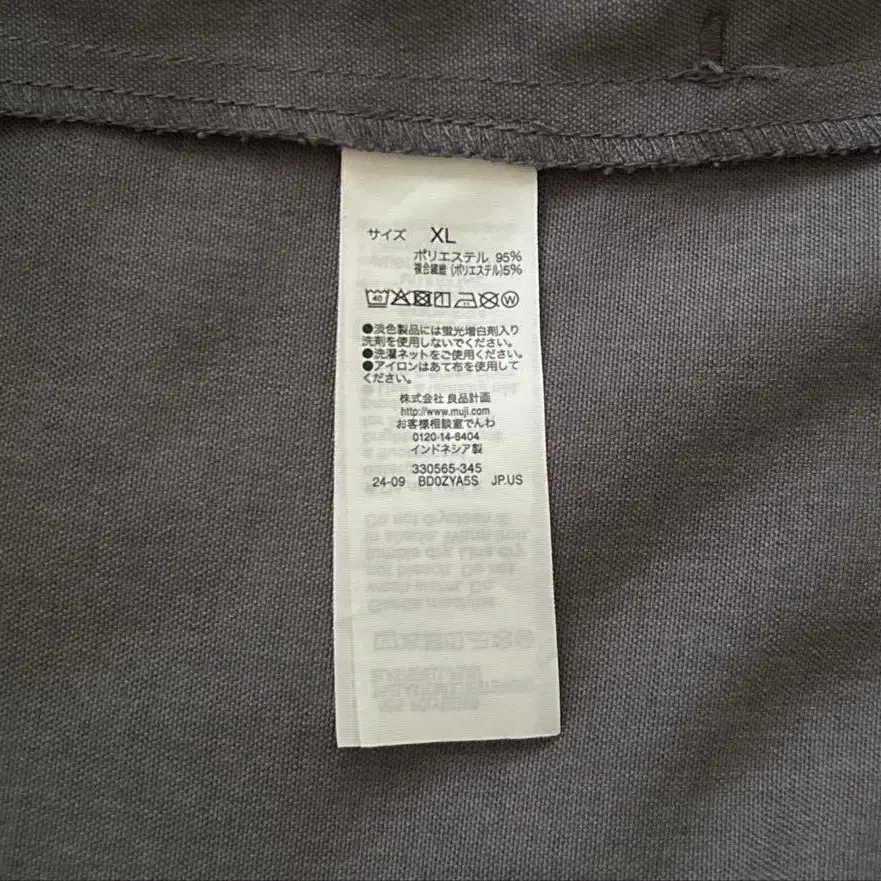 サイズ XL
ポリエステル 95%
複合繊維 (ポリエステル)5%
40 W
●淡色製品には蛍光増白剤入り
洗剤を使用しないでください。
●洗濯ネットをご使用ください。
●アイロンはあて布を使用して
ください。
株式会社 良品計画
http://www.muji.com
お客様相談室でんわ
0120-14-6404
インドネシア製
330565-345
24-09 BD0ZYA5S JP.US